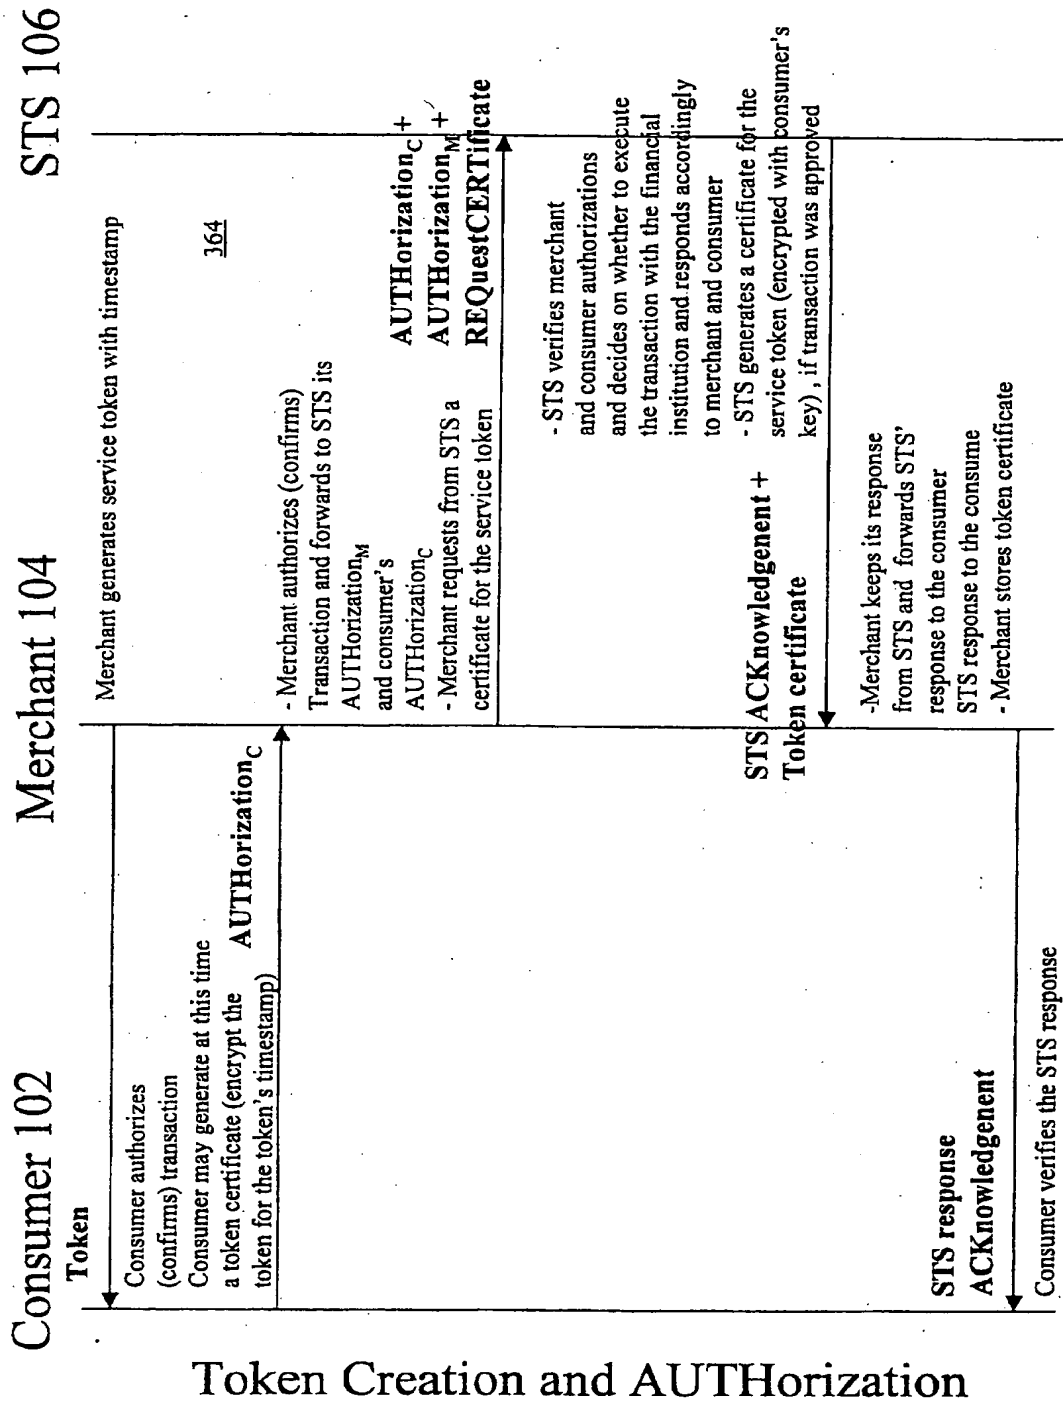 Consumer 102
Merchant 104
STS 106
Token
Merchant generates service token with timestamp
Consumer authorizes
(confirms) transaction
Consumer may generate at this time
a token certificate (encrypt the
token for the token's timestamp)
AUTHorizationC
364
- Merchant authorizes (confirms)
Transaction and forwards to STS its
AUTHorizationM
and consumer's
AUTHorizationC
- Merchant requests from STS a
certificate for the service token
AUTHorizationC +
AUTHorizationM +
REQuestCERTificate
- STS verifies merchant
and consumer authorizations
and decides on whether to execute
the transaction with the financial
institution and responds accordingly
to merchant and consumer
- STS generates a certificate for the
service token (encrypted with consumer's
key) , if transaction was approved
STS ACKnowledgenent +
Token certificate
-Merchant keeps its response
from STS and forwards STS'
response to the consumer
STS response to the consume
- Merchant stores token certificate
STS response
ACKnowledgenent
Consumer verifies the STS response
Token Creation and AUTHorization